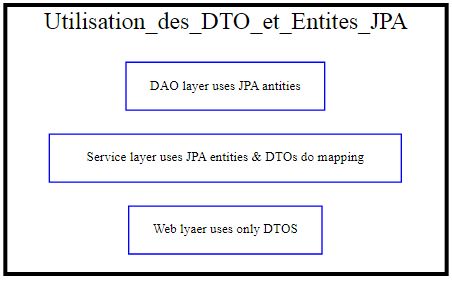 Utilisation_des_DTO_et_Entites_JPA
DAO layer uses JPA antities
Service layer uses JPA entities & DTOs do mapping
Web lyaer uses only DTOS